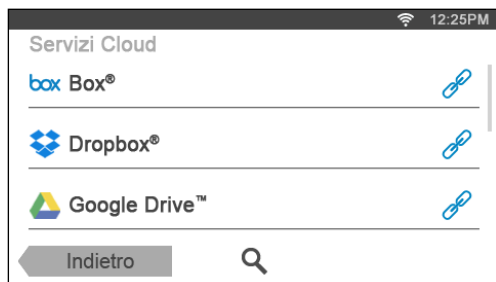 12:25PM
Servizi Cloud
box Box®
Dropbox®
Google Drive™
Indietro